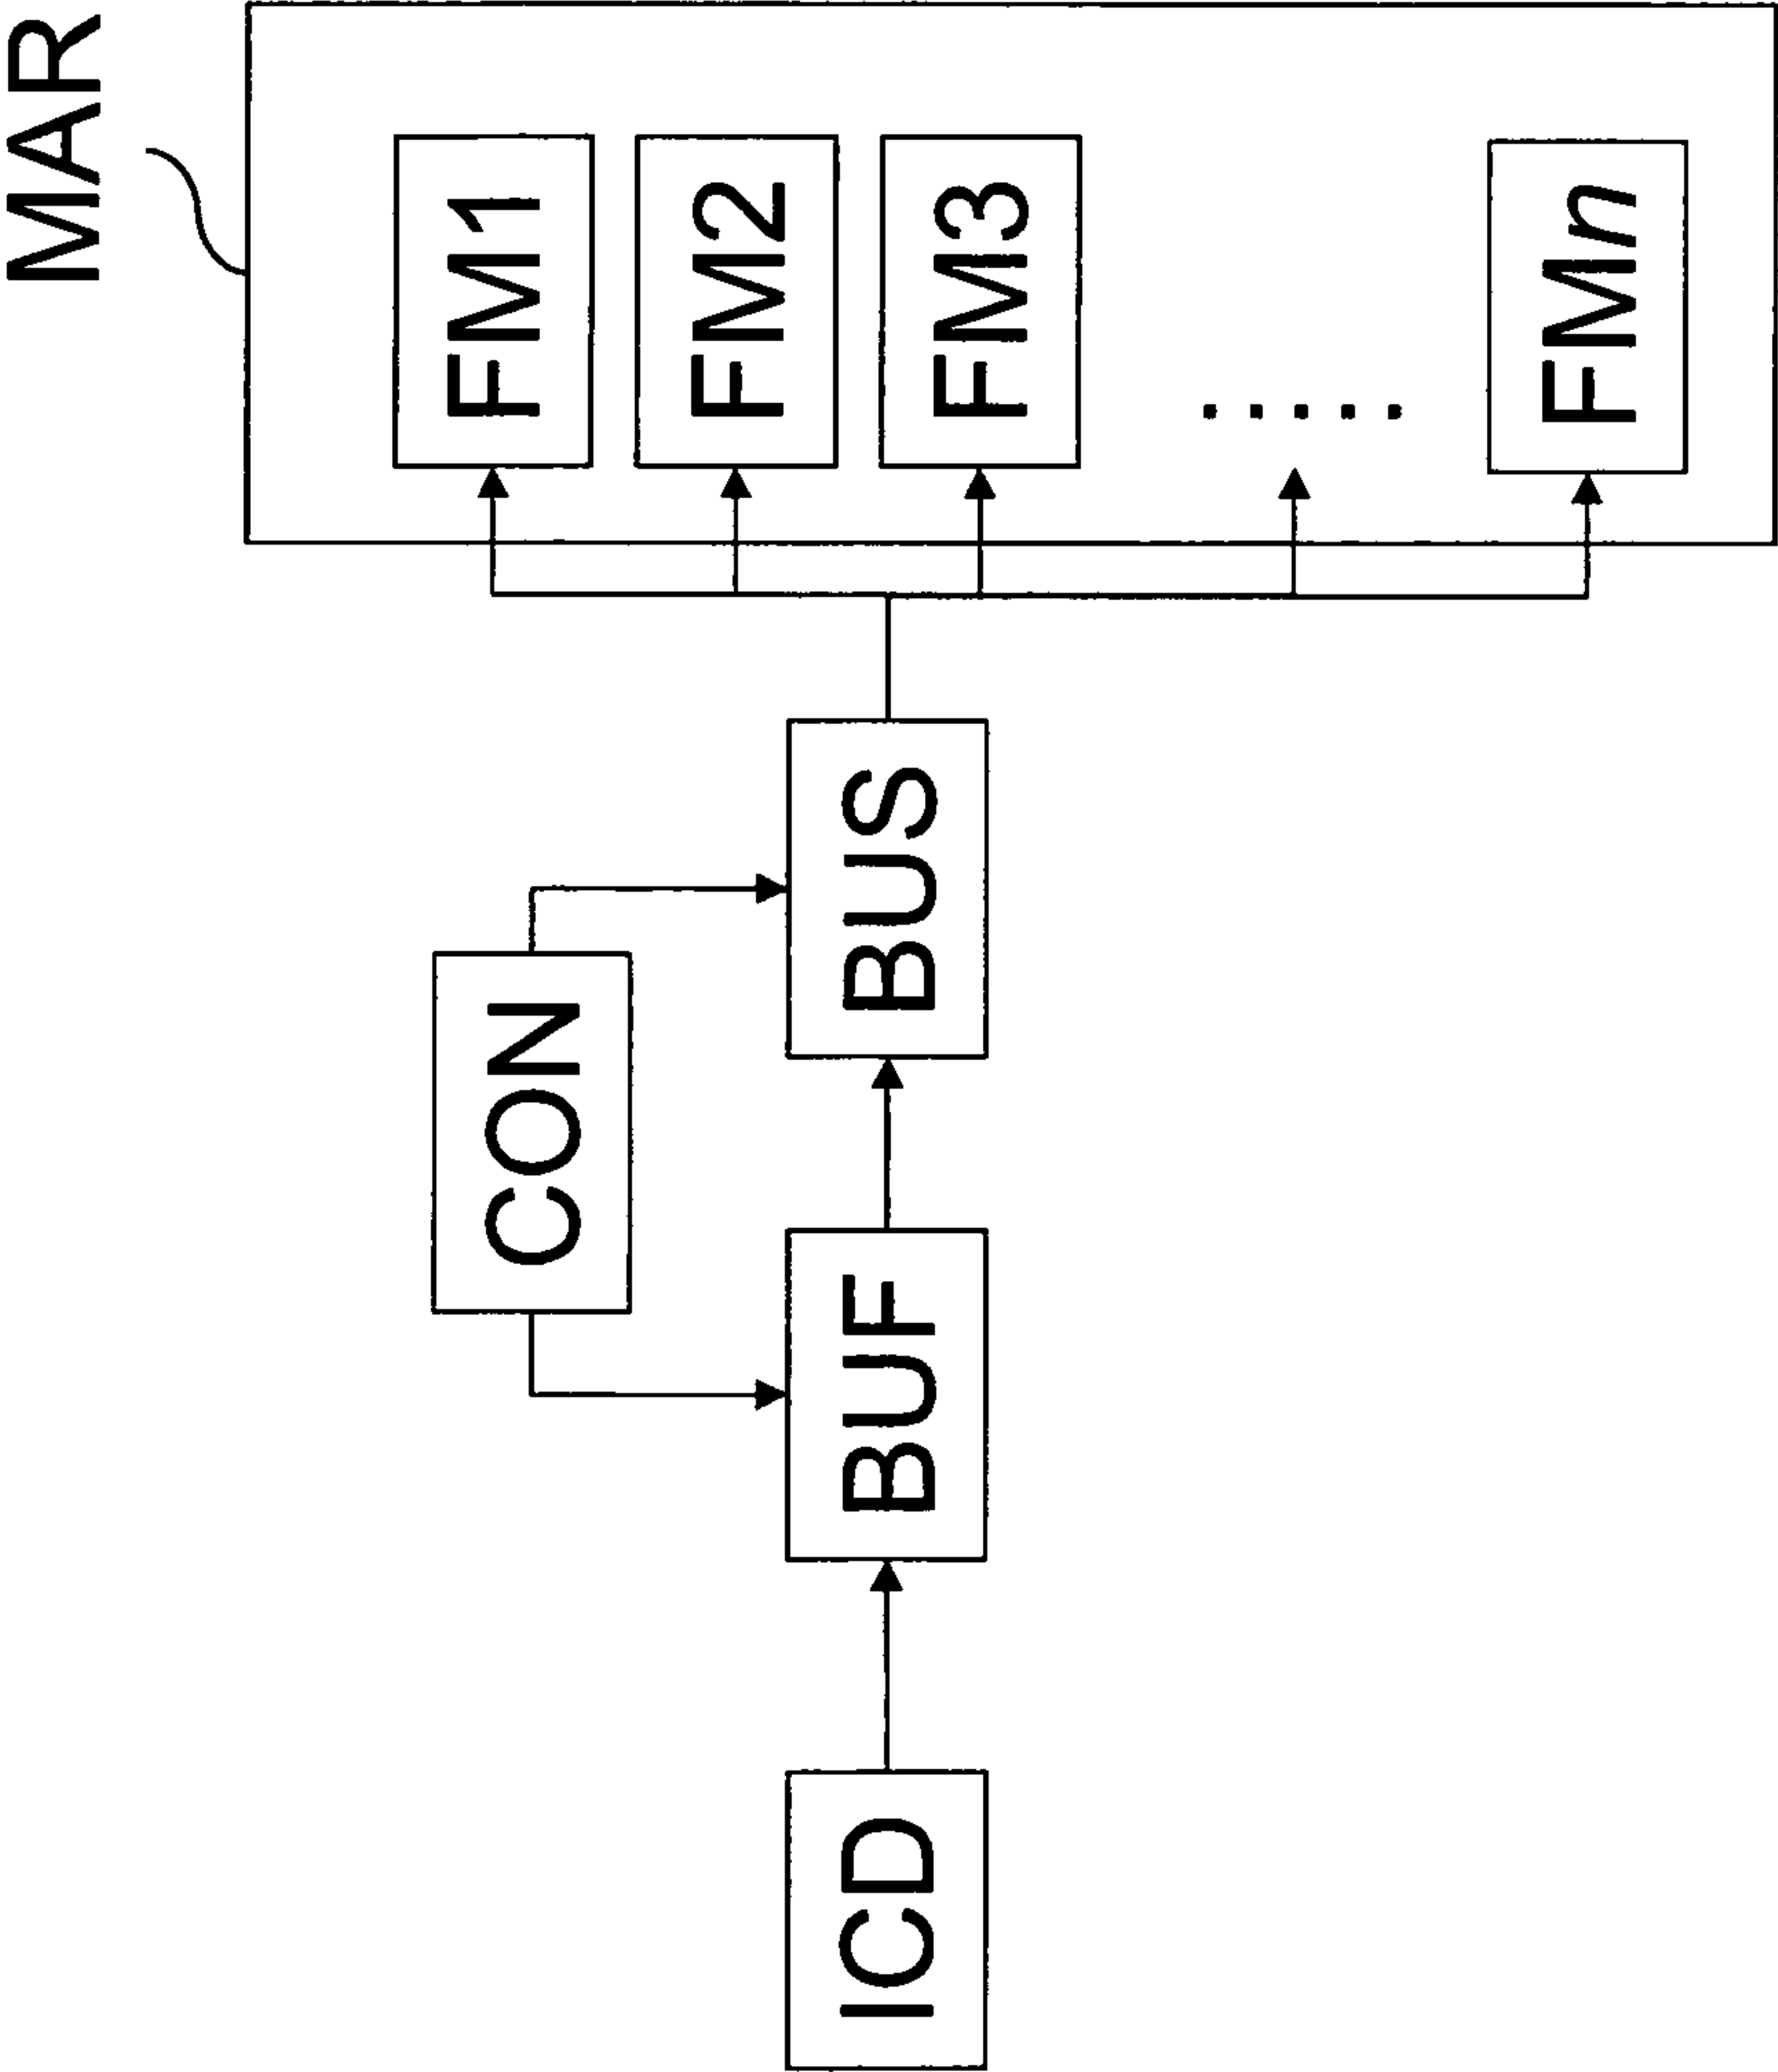 MAR
FM1
FM2
FM3
.....
FMn
CON
ICD
BUF
BUS